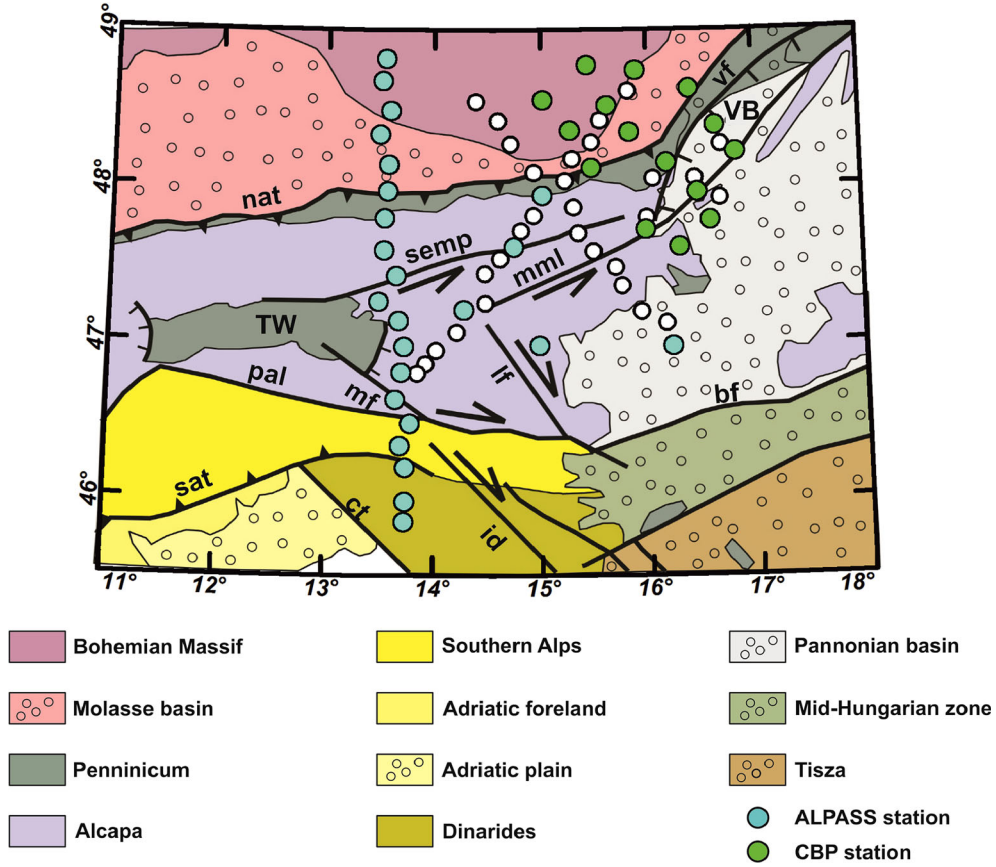 49°
48°
47°
46°
vf
VB
nat
semp
mml
TW
pal
mf
lf
bf
sat
ct
id
11° 12° 13° 14° 15° 16° 17° 18°
Bohemian Massif
Southern Alps
Pannonian basin
Molasse basin
Adriatic foreland
Mid-Hungarian zone
Penninicum
Adriatic plain
Tisza
Alcapa
Dinarides
ALPASS station
CBP station